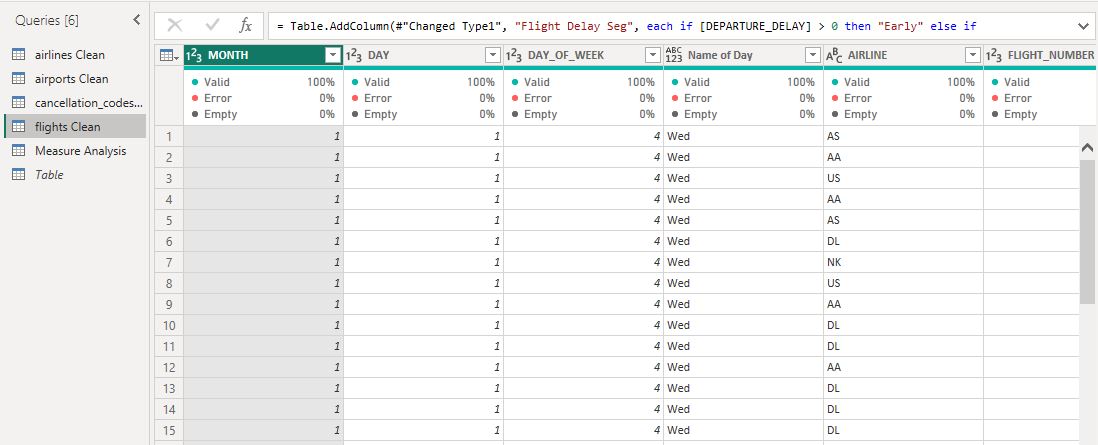 Queries [6]
airlines Clean
airports Clean
cancellation_codes...
flights Clean
Measure Analysis
Table
fx = Table.AddColumn(#"Changed Type1", "Flight Delay Seg", each if [DEPARTURE_DELAY] > 0 then "Early" else if
123 MONTH 123 DAY 123 DAY_OF_WEEK ABC 123 Name of Day ABC AIRLINE 123 FLIGHT_NUMBER
Valid 100% Valid 100% Valid 100% Valid 100% Valid 100% Valid
Error 0% Error 0% Error 0% Error 0% Error 0% Error
Empty 0% Empty 0% Empty 0% Empty 0% Empty 0% Empty
1 1 1 4 Wed AS
2 1 1 4 Wed AA
3 1 1 4 Wed US
4 1 1 4 Wed AA
5 1 1 4 Wed AS
6 1 1 4 Wed DL
7 1 1 4 Wed NK
8 1 1 4 Wed US
9 1 1 4 Wed AA
10 1 1 4 Wed DL
11 1 1 4 Wed DL
12 1 1 4 Wed AA
13 1 1 4 Wed DL
14 1 1 4 Wed DL
15 1 1 4 Wed DL